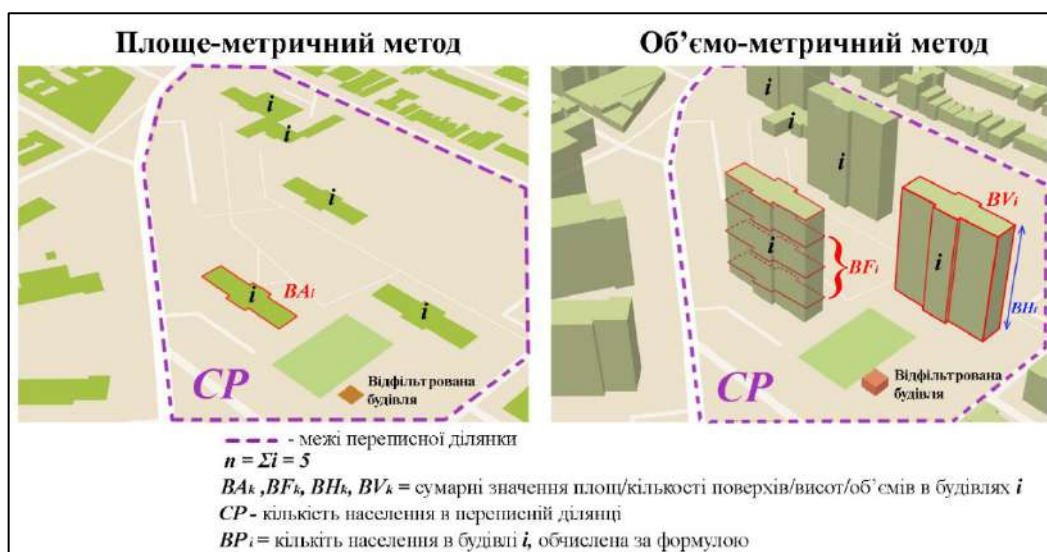 Площе-метричний метод
Об’ємо-метричний метод
i
i
i
i
BAi
i
CP
Відфільтрована
будівля
i
i
i
BFi
BVi
i
BHi
CP
Відфільтрована
будівля
- межі переписної ділянки
n = Σi = 5
BAk ,BFk, BHk, BVk = сумарні значення площ/кількості поверхів/висот/об’ємів в будівлях i
CP - кількість населення в переписній ділянці
BPi = кількіть населення в будівлі i, обчислена за формулою